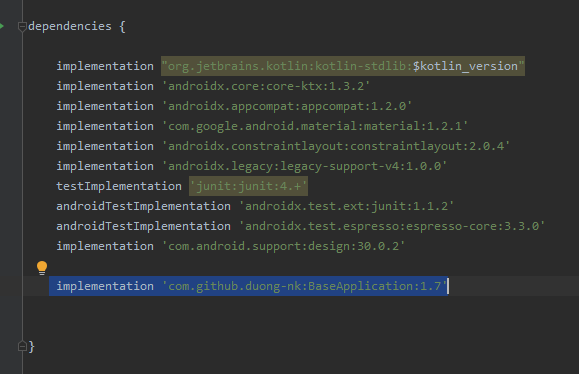 dependencies {
implementation "org.jetbrains.kotlin:kotlin-stdlib:$kotlin_version"
implementation 'androidx.core:core-ktx:1.3.2'
implementation 'androidx.appcompat:appcompat:1.2.0'
implementation 'com.google.android.material:material:1.2.1'
implementation 'androidx.constraintlayout:constraintlayout:2.0.4'
implementation 'androidx.legacy:legacy-support-v4:1.0.0'
testImplementation 'junit:junit:4.+'
androidTestImplementation 'androidx.test.ext:junit:1.1.2'
androidTestImplementation 'androidx.test.espresso:espresso-core:3.3.0'
implementation 'com.android.support:design:30.0.2'
implementation 'com.github.duong-nk:BaseApplication:1.7'
}